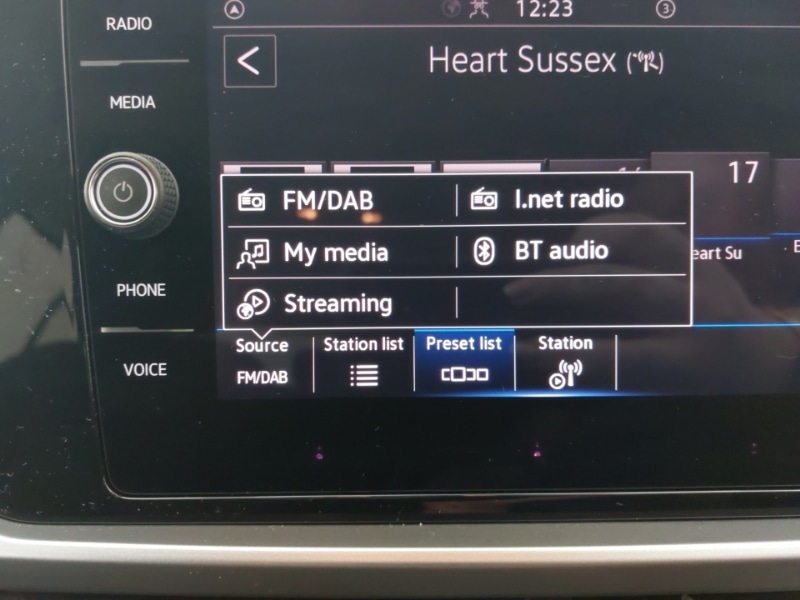 RADIO
12:23
3
Heart Sussex
MEDIA
17
FM/DAB
I.net radio
My media
BT audio
eart Su
Streaming
PHONE
Source
Station list
Preset list
Station
FM/DAB
VOICE